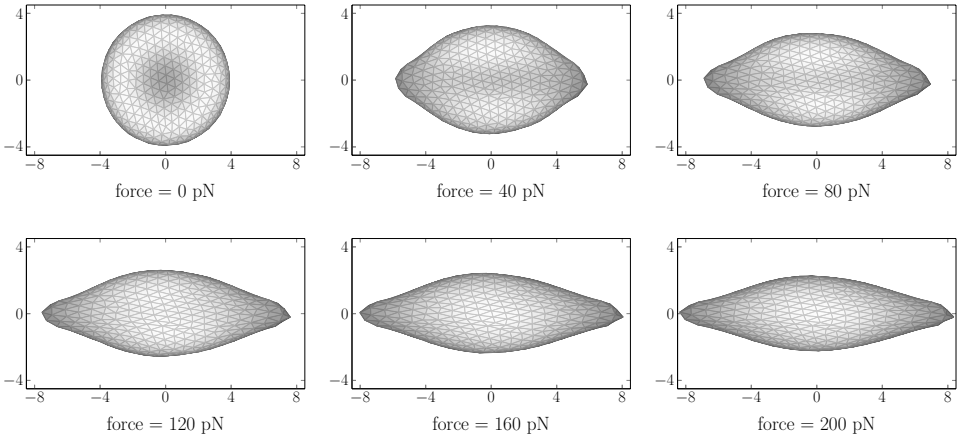 4 4 4
0 0 0
−4 −4 −4
−8 −4 0 4 8 −8 −4 0 4 8 −8 −4 0 4 8
force = 0 pN force = 40 pN force = 80 pN
4 4 4
0 0 0
−4 −4 −4
−8 −4 0 4 8 −8 −4 0 4 8 −8 −4 0 4 8
force = 120 pN force = 160 pN force = 200 pN